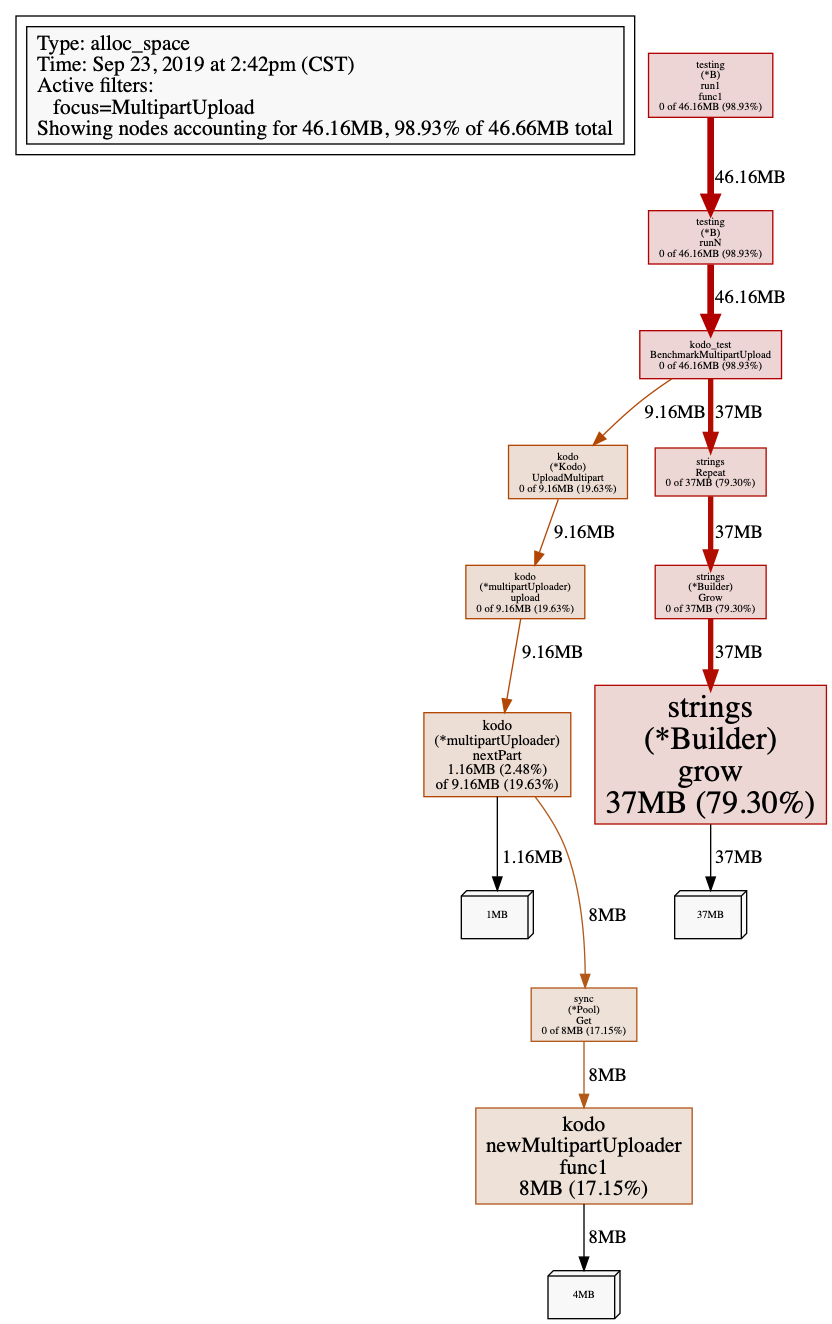 Type: alloc_space
Time: Sep 23, 2019 at 2:42pm (CST)
Active filters:
   focus=MultipartUpload
Showing nodes accounting for 46.16MB, 98.93% of 46.66MB total
testing
(*B)
run1
func1
0 of 46.16MB (98.93%)
46.16MB
testing
(*B)
runN
0 of 46.16MB (98.93%)
46.16MB
kodo_test
BenchmarkMultipartUpload
0 of 46.16MB (98.93%)
9.16MB
37MB
kodo
(*Kodo)
UploadMultipart
0 of 9.16MB (19.63%)
strings
Repeat
0 of 37MB (79.30%)
9.16MB
37MB
kodo
(*multipartUploader)
upload
0 of 9.16MB (19.63%)
strings
(*Builder)
Grow
0 of 37MB (79.30%)
9.16MB
37MB
kodo
(*multipartUploader)
nextPart
1.16MB (2.48%)
of 9.16MB (19.63%)
strings
(*Builder)
grow
37MB (79.30%)
1.16MB
37MB
1MB
8MB
37MB
sync
(*Pool)
Get
0 of 8MB (17.15%)
8MB
kodo
newMultipartUploader
func1
8MB (17.15%)
8MB
4MB